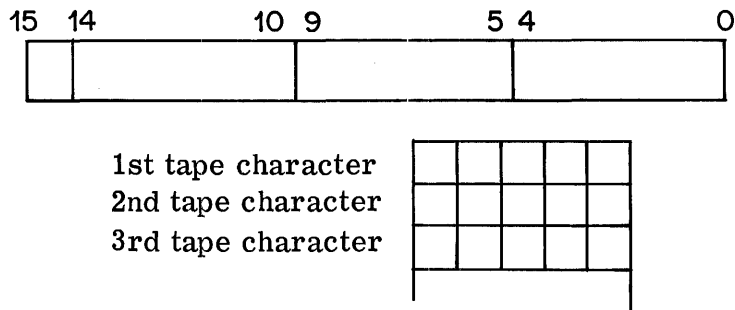 15 14 10 9 5 4 0
1st tape character
2nd tape character
3rd tape character